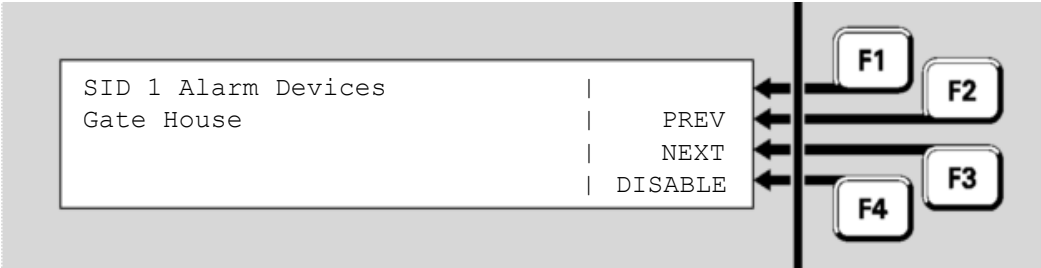 SID 1 Alarm Devices |
Gate House | PREV
| NEXT
| DISABLE
F1
F2
F3
F4